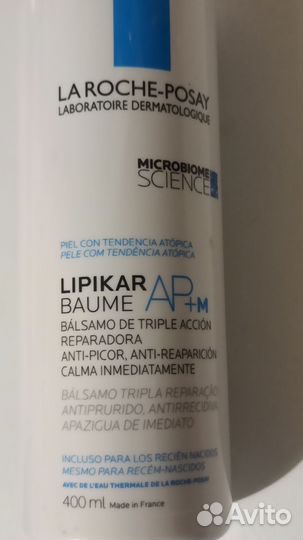 LA ROCHE-POSAY
LABORATOIRE DERMATOLOGIQUE
MICROBIOME
SCIENCE
PIEL CON TENDENCIA ATÓPICA
PELE COM TENDÊNCIA ATÓPICA
LIPIKAR
BAUME AP+M
BÁLSAMO DE TRIPLE ACCIÓN
REPARADORA
ANTI-PICOR, ANTI-REAPARICIÓN
CALMA INMEDIATAMENTE
BÁLSAMO TRIPLA REPARAÇÃO
ANTIPRURIDO, ANTIRRECIDIVA
APAZIGUA DE IMEDIATO
INCLUSO PARA LOS RECIÉN NACIDOS
MESMO PARA RECÉM-NASCIDOS
AVEC DE L'EAU THERMALE DE LA ROCHE-POSAY
400 ml Made in France
Avito